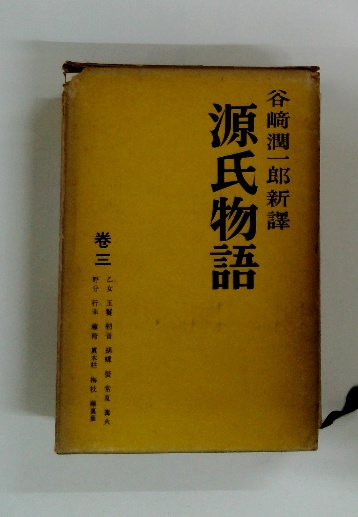 谷崎潤一郎新譯
源氏物語
卷三
乙女 玉鬘 初音 胡蝶 螢 常夏 篝火
野分 行幸 藤袴 眞木柱 梅枝 藤裏葉